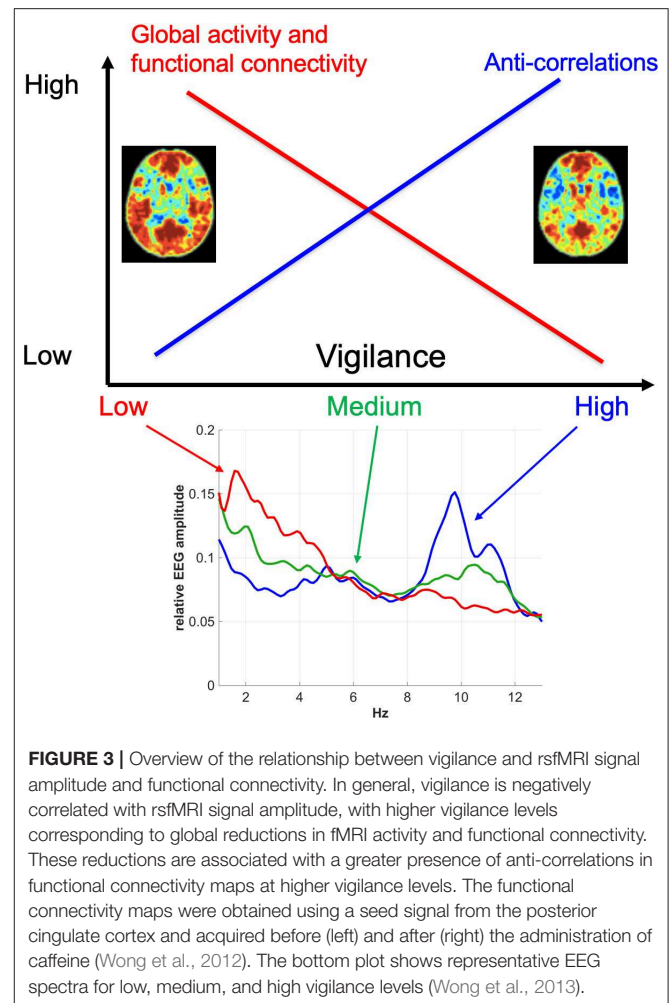 Global activity and
functional connectivity
Anti-correlations
High
Low
Vigilance
Low
Medium
High
0.2
0.15
0.1
0.05
0
relative EEG amplitude
2
4
6
8
10
12
Hz
FIGURE 3 | Overview of the relationship between vigilance and rsfMRI signal
amplitude and functional connectivity. In general, vigilance is negatively
correlated with rsfMRI signal amplitude, with higher vigilance levels
corresponding to global reductions in fMRI activity and functional connectivity.
These reductions are associated with a greater presence of anti-correlations in
functional connectivity maps at higher vigilance levels. The functional
connectivity maps were obtained using a seed signal from the posterior
cingulate cortex and acquired before (left) and after (right) the administration of
caffeine (Wong et al., 2012). The bottom plot shows representative EEG
spectra for low, medium, and high vigilance levels (Wong et al., 2013).